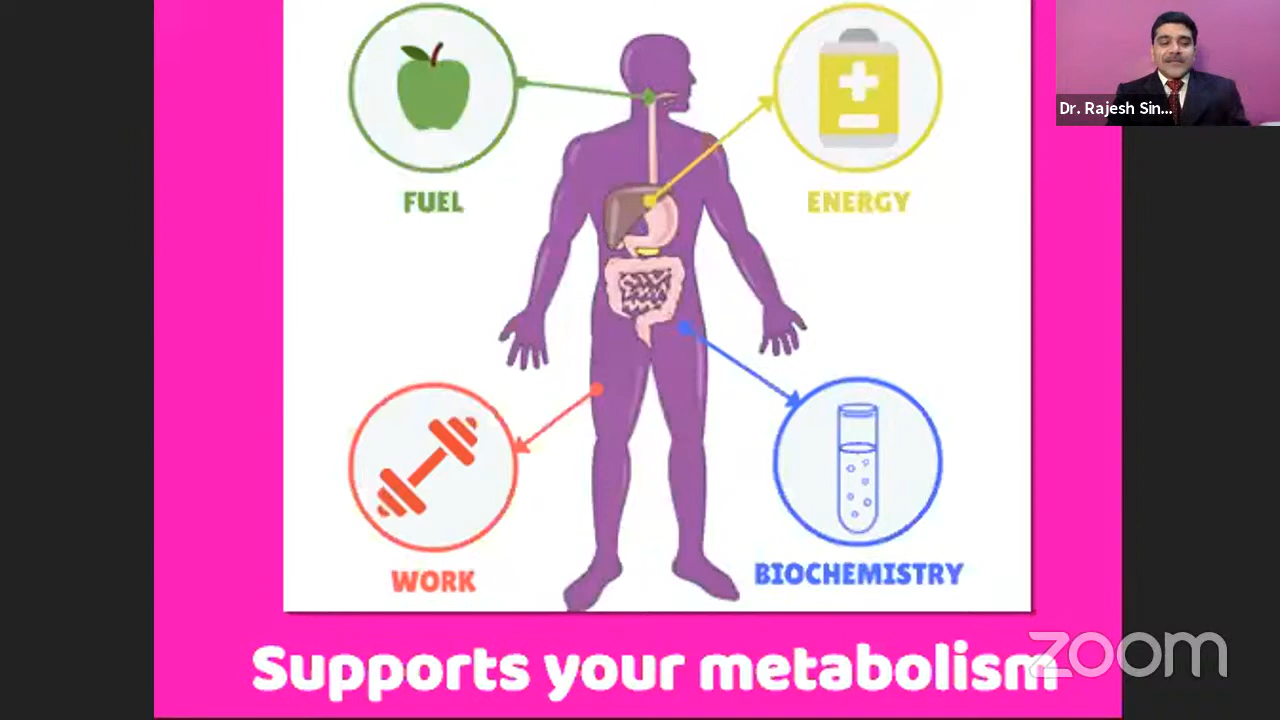 Dr. Rajesh Sin...
FUEL
ENERGY
WORK
BIOCHEMISTRY
Supports your metabolism
zoom